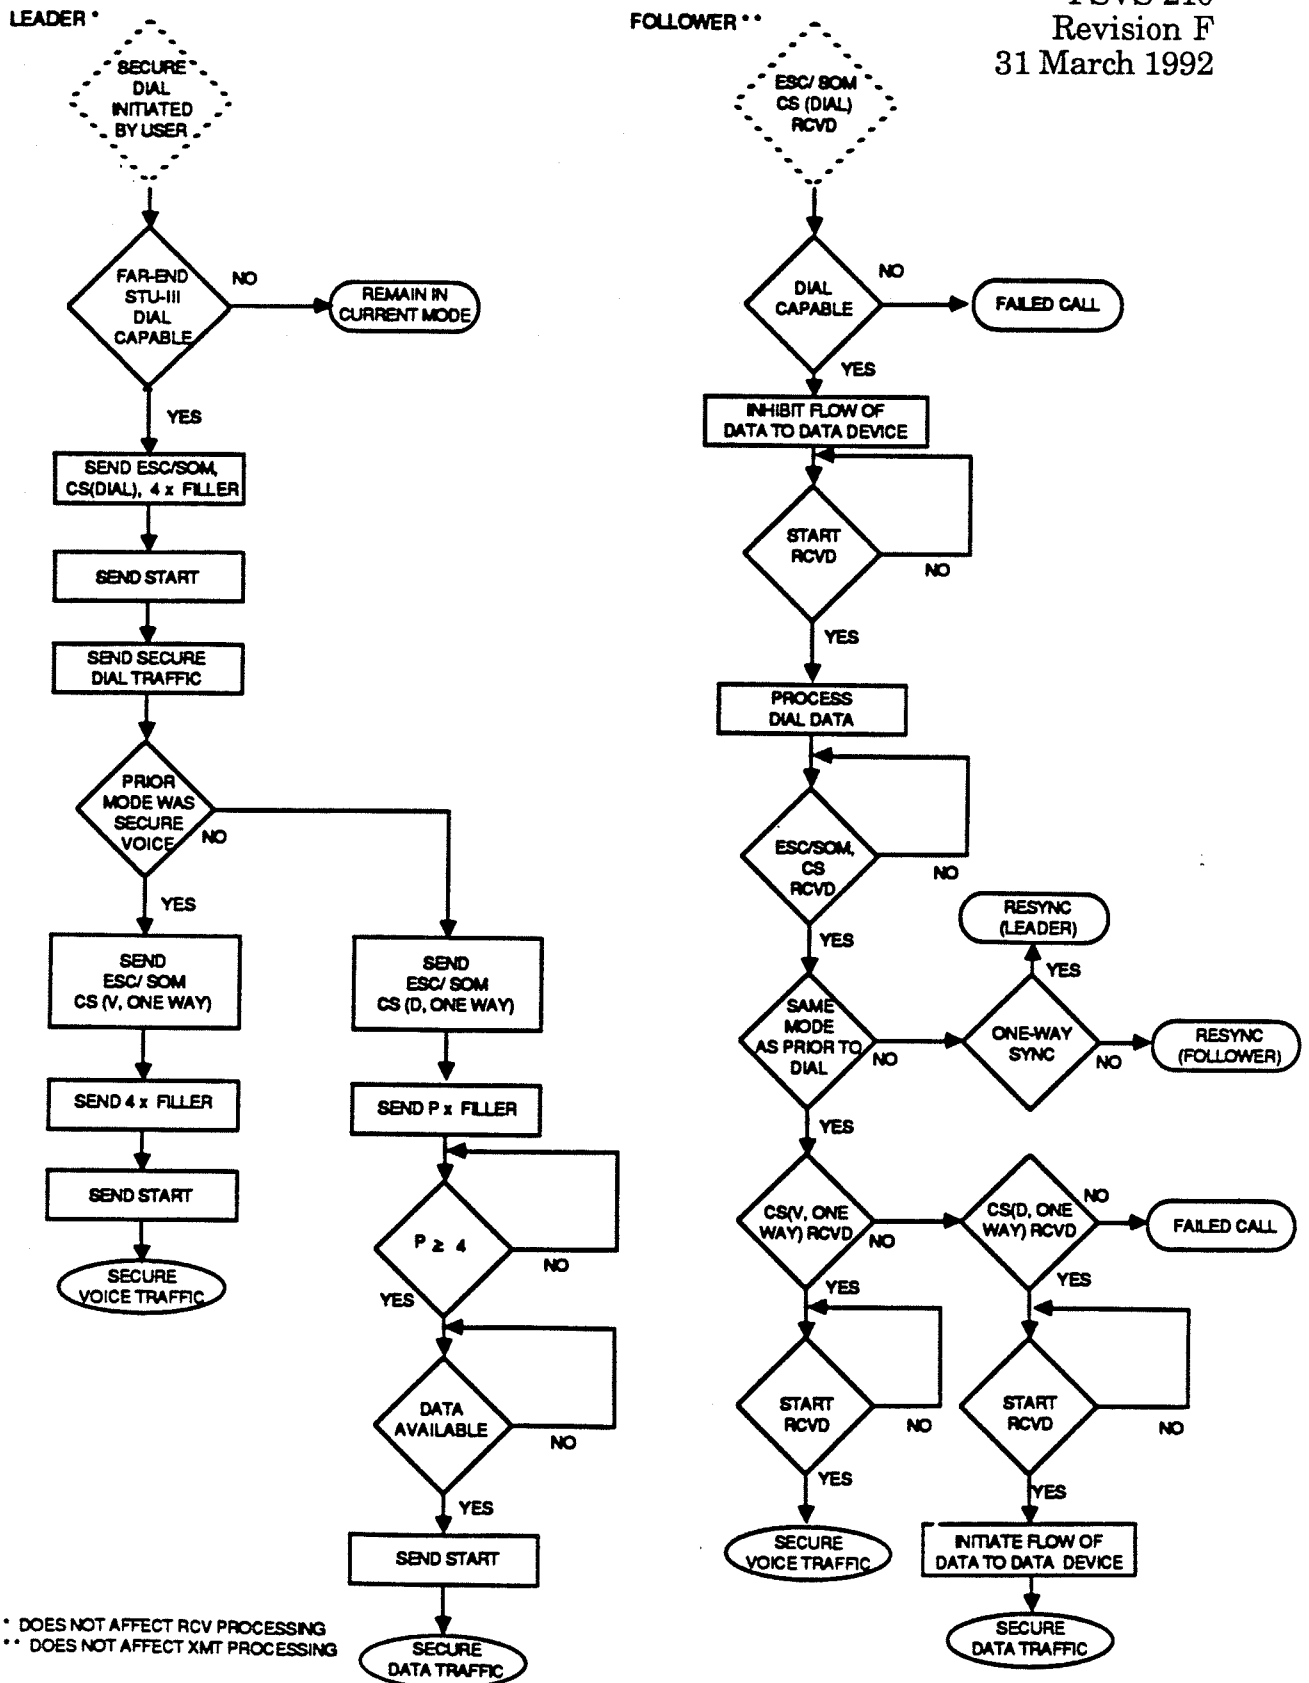 LEADER *
FOLLOWER * *
Revision F
31 March 1992
SECURE
DIAL
INITIATED
BY USER
FAR-END
STU-III
DIAL
CAPABLE
NO
REMAIN IN
CURRENT MODE
YES
SEND ESC/SOM,
CS(DIAL), 4 x FILLER
SEND START
SEND SECURE
DIAL TRAFFIC
PRIOR
MODE WAS
SECURE
VOICE
NO
YES
SEND
ESC/ SOM
CS (V, ONE WAY)
SEND 4 x FILLER
SEND START
SECURE
VOICE TRAFFIC
SEND
ESC/ SOM
CS (D, ONE WAY)
SEND P x FILLER
P ≥ 4
NO
YES
DATA
AVAILABLE
NO
YES
SEND START
SECURE
DATA TRAFFIC
ESC/ SOM
CS (DIAL)
RCVD
DIAL
CAPABLE
NO
FAILED CALL
YES
INHIBIT FLOW OF
DATA TO DATA DEVICE
START
RCVD
NO
YES
PROCESS
DIAL DATA
ESC/SOM,
CS
RCVD
NO
YES
SAME
MODE
AS PRIOR TO
DIAL
NO
ONE-WAY
SYNC
YES
RESYNC
(LEADER)
NO
RESYNC
(FOLLOWER)
YES
CS(V, ONE
WAY) RCVD
NO
CS(D, ONE
WAY) RCVD
NO
FAILED CALL
YES
START
RCVD
NO
YES
SECURE
VOICE TRAFFIC
YES
START
RCVD
NO
YES
INITIATE FLOW OF
DATA TO DATA DEVICE
SECURE
DATA TRAFFIC
* DOES NOT AFFECT RCV PROCESSING
* * DOES NOT AFFECT XMT PROCESSING